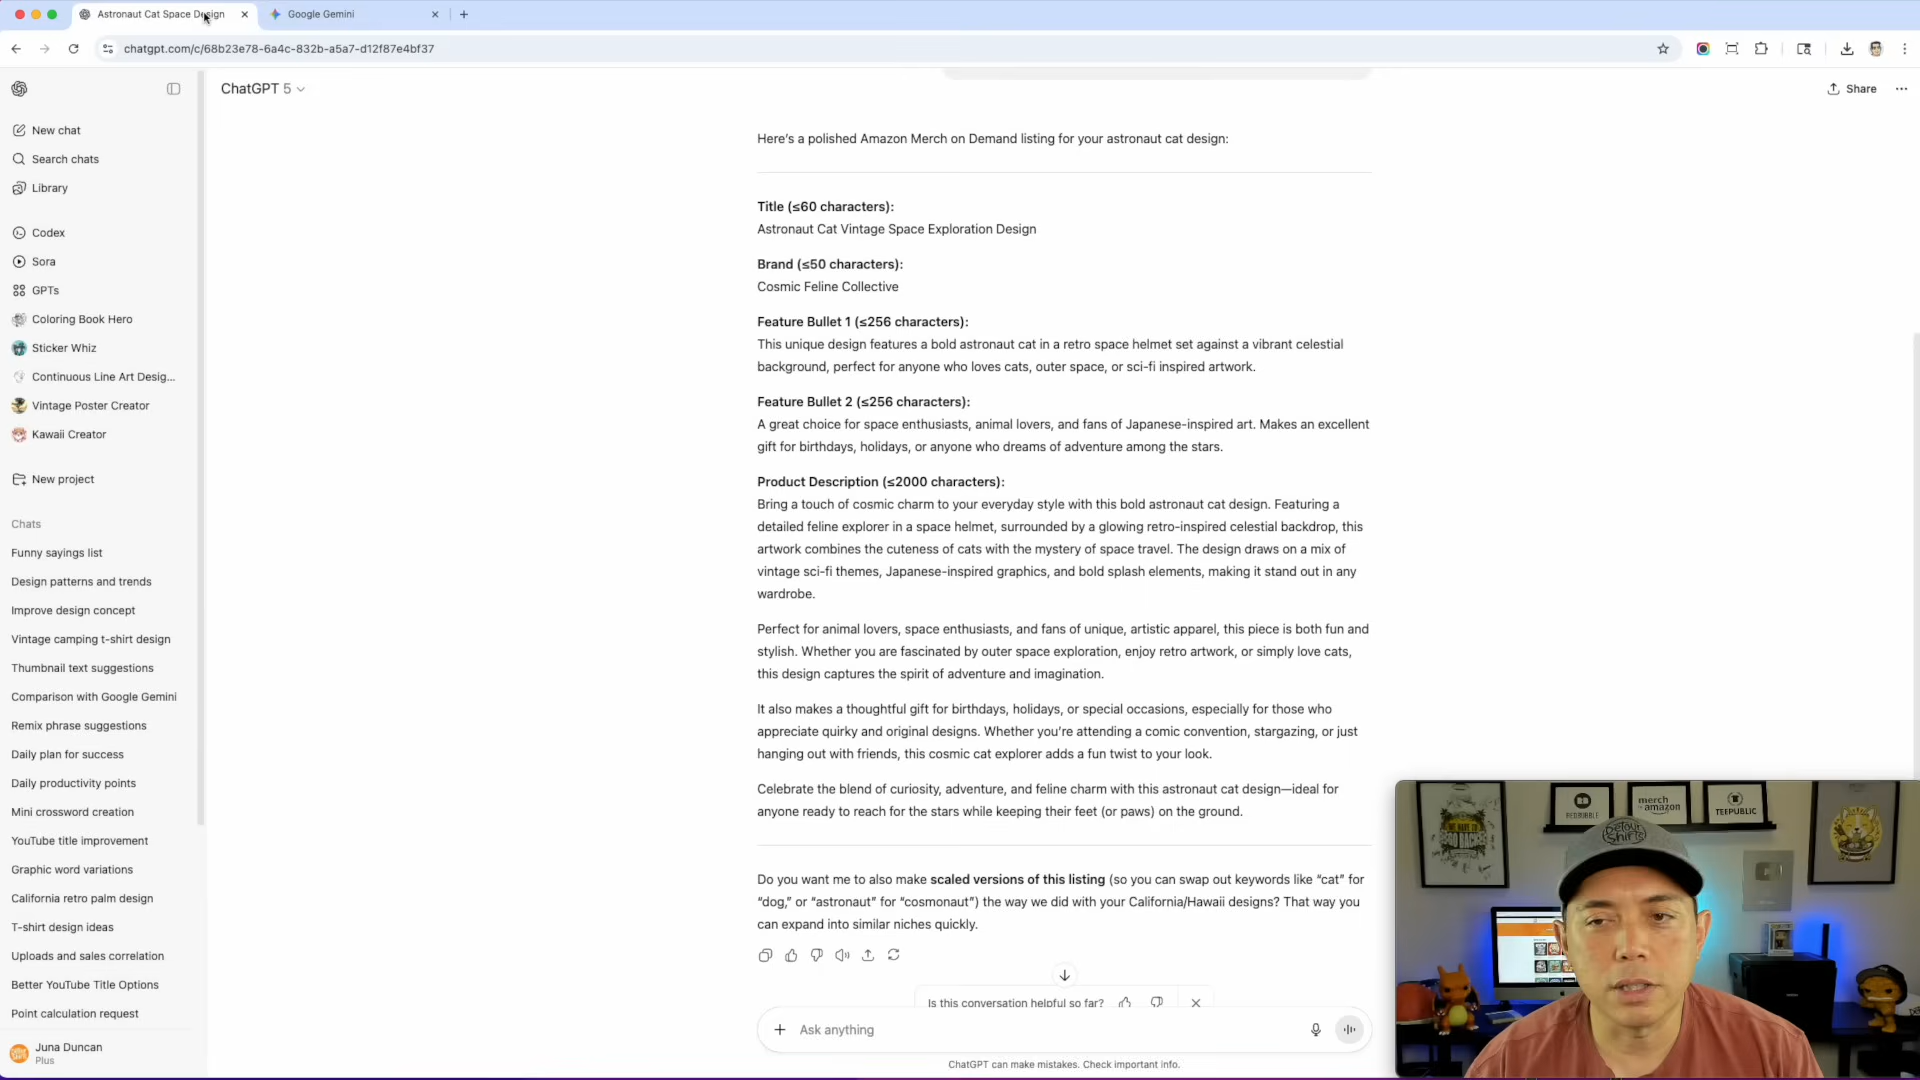 Astronaut Cat Space Design
Google Gemini
chatgpt.com/c/68b23e78-6a4c-832b-a5a7-d12f87e4bf37
ChatGPT 5
Share
New chat
Search chats
Library
Codex
Sora
GPTs
Coloring Book Hero
Sticker Whiz
Continuous Line Art Desig...
Vintage Poster Creator
Kawaii Creator
New project
Chats
Funny sayings list
Design patterns and trends
Improve design concept
Vintage camping t-shirt design
Thumbnail text suggestions
Comparison with Google Gemini
Remix phrase suggestions
Daily plan for success
Daily productivity points
Mini crossword creation
YouTube title improvement
Graphic word variations
California retro palm design
T-shirt design ideas
Uploads and sales correlation
Better YouTube Title Options
Point calculation request
Juna Duncan
Plus
Here's a polished Amazon Merch on Demand listing for your astronaut cat design:
Title (≤60 characters):
Astronaut Cat Vintage Space Exploration Design
Brand (≤50 characters):
Cosmic Feline Collective
Feature Bullet 1 (≤256 characters):
This unique design features a bold astronaut cat in a retro space helmet set against a vibrant celestial
background, perfect for anyone who loves cats, outer space, or sci-fi inspired artwork.
Feature Bullet 2 (≤256 characters):
A great choice for space enthusiasts, animal lovers, and fans of Japanese-inspired art. Makes an excellent
gift for birthdays, holidays, or anyone who dreams of adventure among the stars.
Product Description (≤2000 characters):
Bring a touch of cosmic charm to your everyday style with this bold astronaut cat design. Featuring a
detailed feline explorer in a space helmet, surrounded by a glowing retro-inspired celestial backdrop, this
artwork combines the cuteness of cats with the mystery of space travel. The design draws on a mix of
vintage sci-fi themes, Japanese-inspired graphics, and bold splash elements, making it stand out in any
wardrobe.
Perfect for animal lovers, space enthusiasts, and fans of unique, artistic apparel, this piece is both fun and
stylish. Whether you are fascinated by outer space exploration, enjoy retro artwork, or simply love cats,
this design captures the spirit of adventure and imagination.
It also makes a thoughtful gift for birthdays, holidays, or special occasions, especially for those who
appreciate quirky and original designs. Whether you're attending a comic convention, stargazing, or just
hanging out with friends, this cosmic cat explorer adds a fun twist to your look.
Celebrate the blend of curiosity, adventure, and feline charm with this astronaut cat design—ideal for
anyone ready to reach for the stars while keeping their feet (or paws) on the ground.
Do you want me to also make scaled versions of this listing (so you can swap out keywords like “cat” for
“dog,” or “astronaut” for “cosmonaut”) the way we did with your California/Hawaii designs? That way you
can expand into similar niches quickly.
Is this conversation helpful so far?
Ask anything
ChatGPT can make mistakes. Check important info.
REDBUBBLE
merch
amazon
TEEPUBLIC
DeTour
Shirts